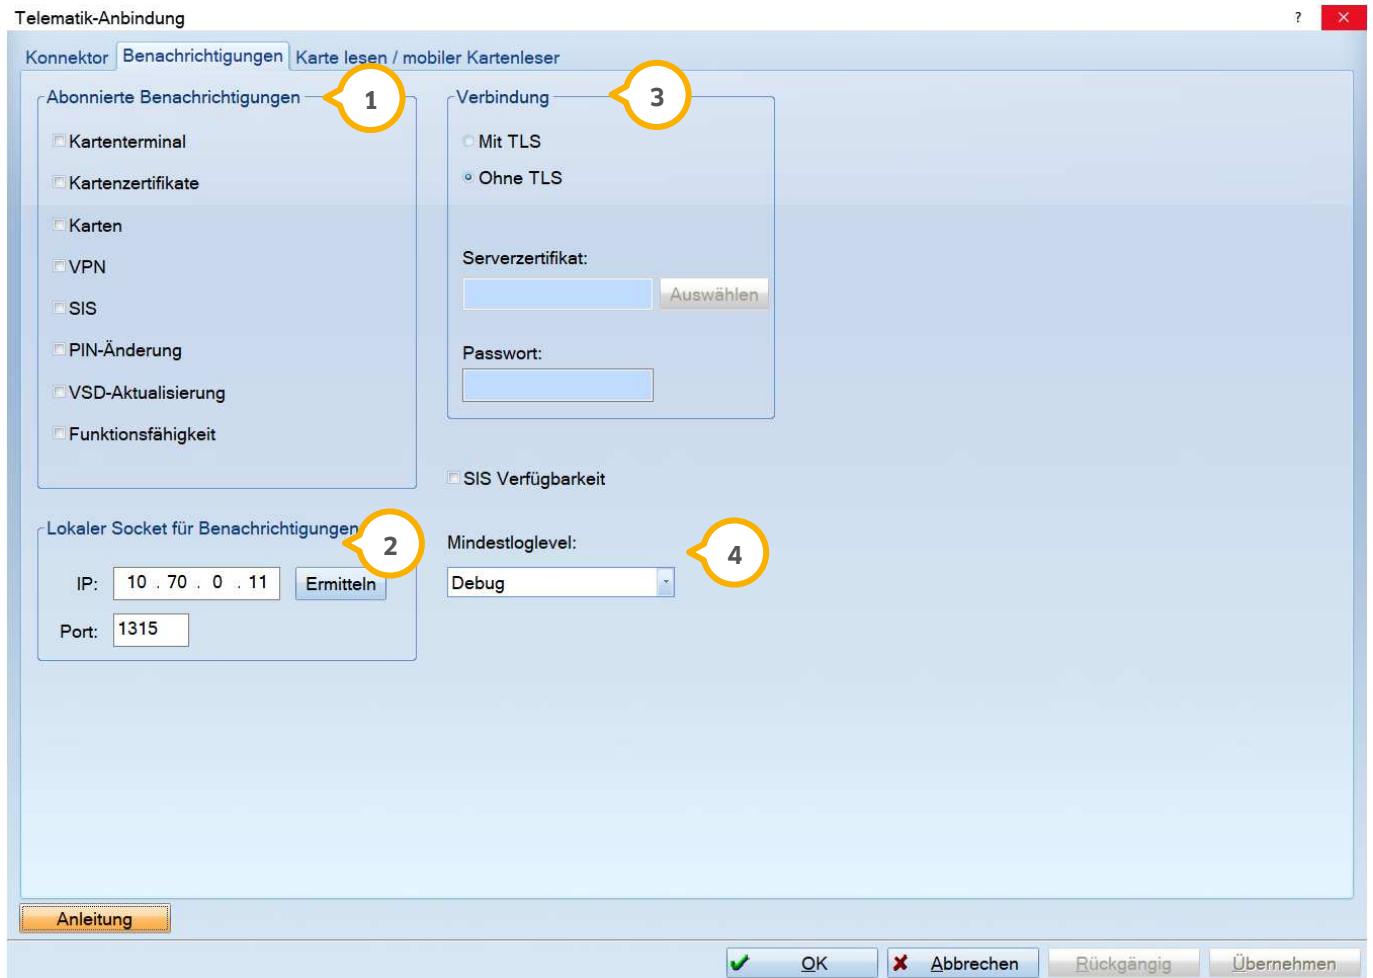 Telematik-Anbindung
?
Konnektor Benachrichtigungen Karte lesen / mobiler Kartenleser
Abonnierte Benachrichtigungen
1
Kartenterminal
Kartenzertifikate
Karten
VPN
SIS
PIN-Änderung
VSD-Aktualisierung
Funktionsfähigkeit
Verbindung
3
Mit TLS
Ohne TLS
Serverzertifikat:
Auswählen
Passwort:
SIS Verfügbarkeit
Lokaler Socket für Benachrichtigungen
2
IP: 10 . 70 . 0 . 11 Ermitteln
Port: 1315
Mindestloglevel:
4
Debug
Anleitung
OK Abbrechen Rückgängig Übernehmen